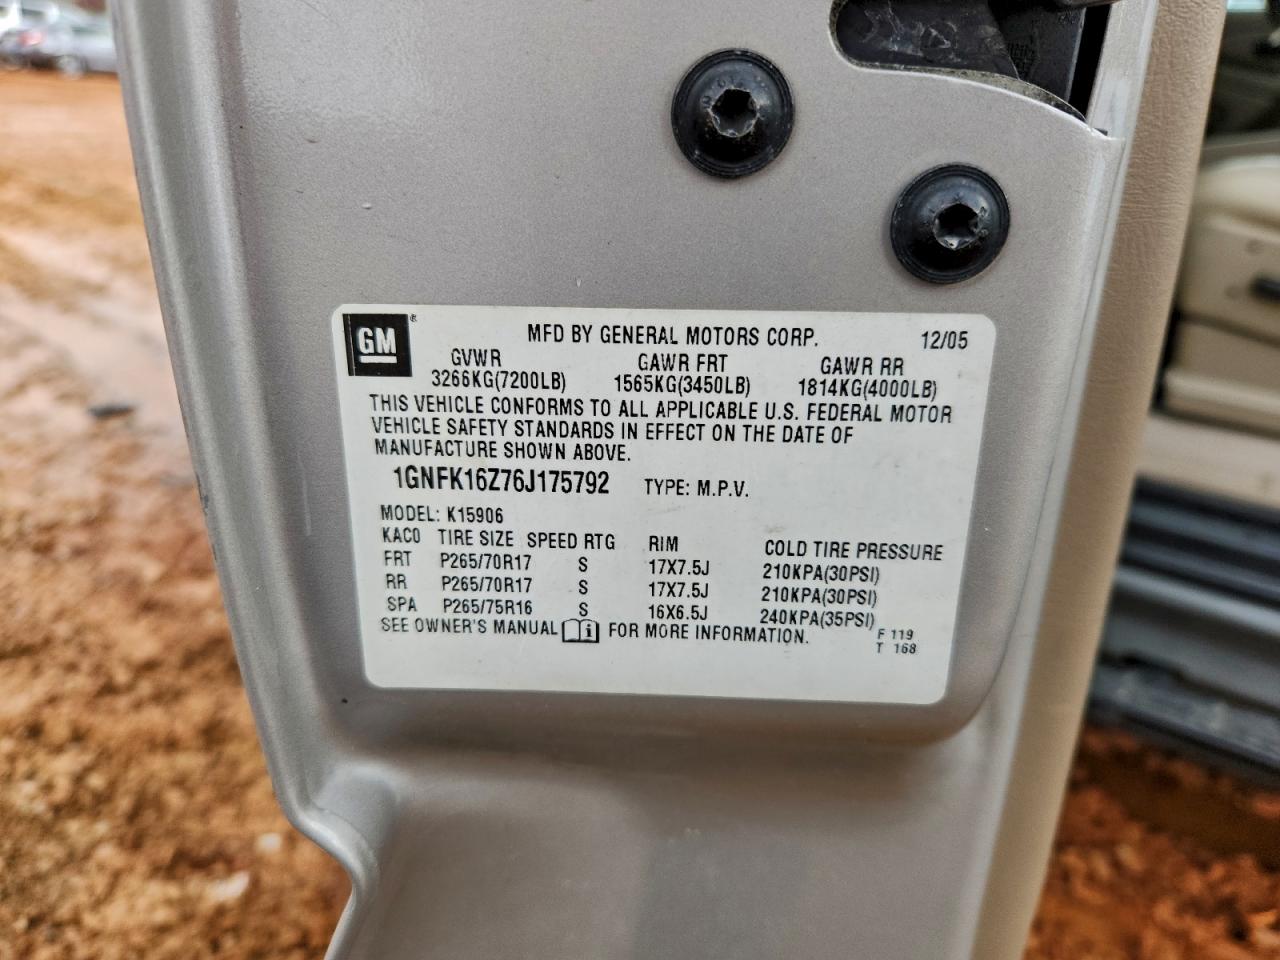 GM ®
MFD BY GENERAL MOTORS CORP. 12/05
GVWR GAWR FRT GAWR RR
3266KG(7200LB) 1565KG(3450LB) 1814KG(4000LB)
THIS VEHICLE CONFORMS TO ALL APPLICABLE U.S. FEDERAL MOTOR
VEHICLE SAFETY STANDARDS IN EFFECT ON THE DATE OF
MANUFACTURE SHOWN ABOVE.
1GNFK16Z76J175792 TYPE: M.P.V.
MODEL: K15906
KACO TIRE SIZE SPEED RTG RIM COLD TIRE PRESSURE
FRT P265/70R17 S 17X7.5J 210KPA(30PSI)
RR P265/70R17 S 17X7.5J 210KPA(30PSI)
SPA P265/75R16 S 16X6.5J 240KPA(35PSI)
SEE OWNER'S MANUAL i FOR MORE INFORMATION.
F 119
T 168